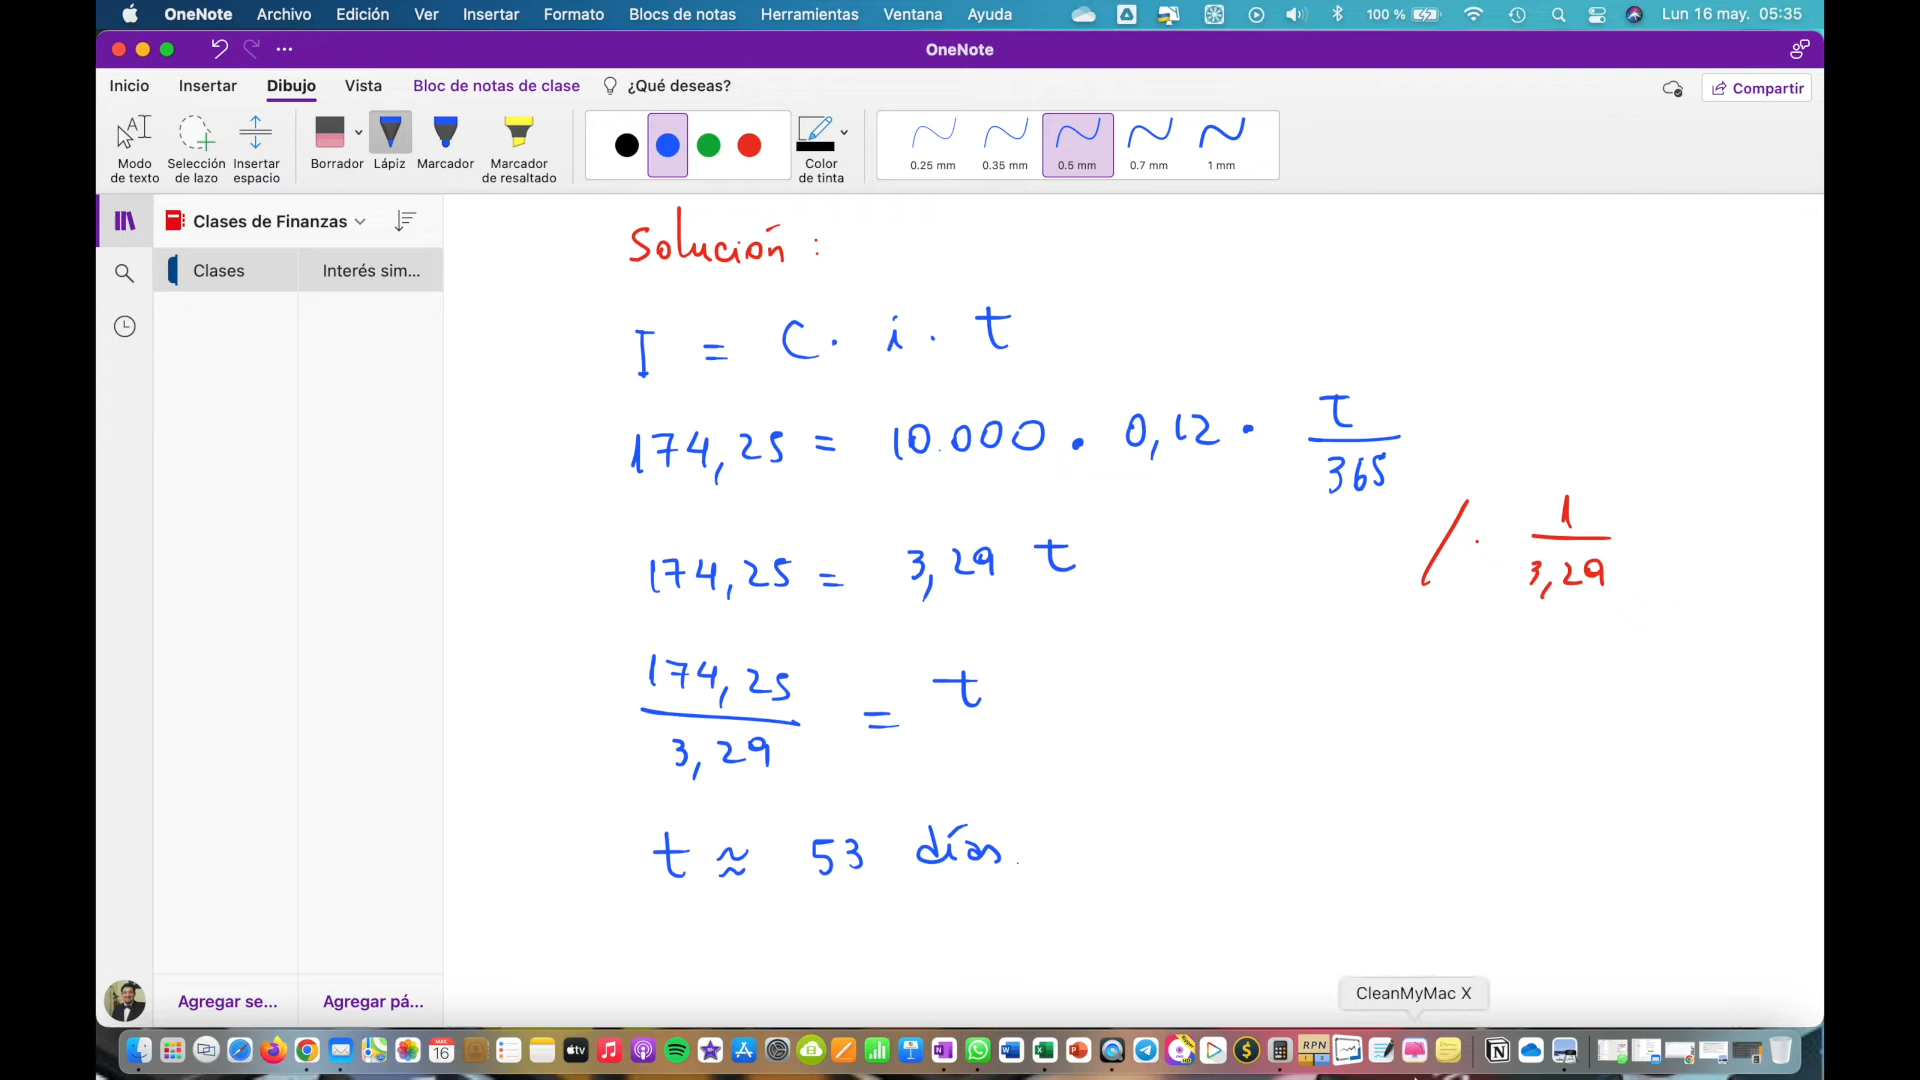 OneNote Archivo Edición Ver Insertar Formato Blocs de notas Herramientas Ventana Ayuda 100 % Lun 16 may. 05:35
OneNote
Inicio Insertar Dibujo Vista Bloc de notas de clase ¿Qué deseas? Compartir
Modo de texto
Selección de lazo
Insertar espacio
Borrador
Lápiz
Marcador
Marcador de resaltado
Color de tinta
0.25 mm 0.35 mm 0.5 mm 0.7 mm 1 mm
Clases de Finanzas
Clases Interés sim...
Solución :
I = C · i · t
174,25 = 10.000 · 0,12 · t/365
174,25 = 3,29 t / · 1/3,29
174,25/3,29 = t
t ≈ 53 días.
Agregar se... Agregar pá...
CleanMyMac X
MAY 16
tv
RPN